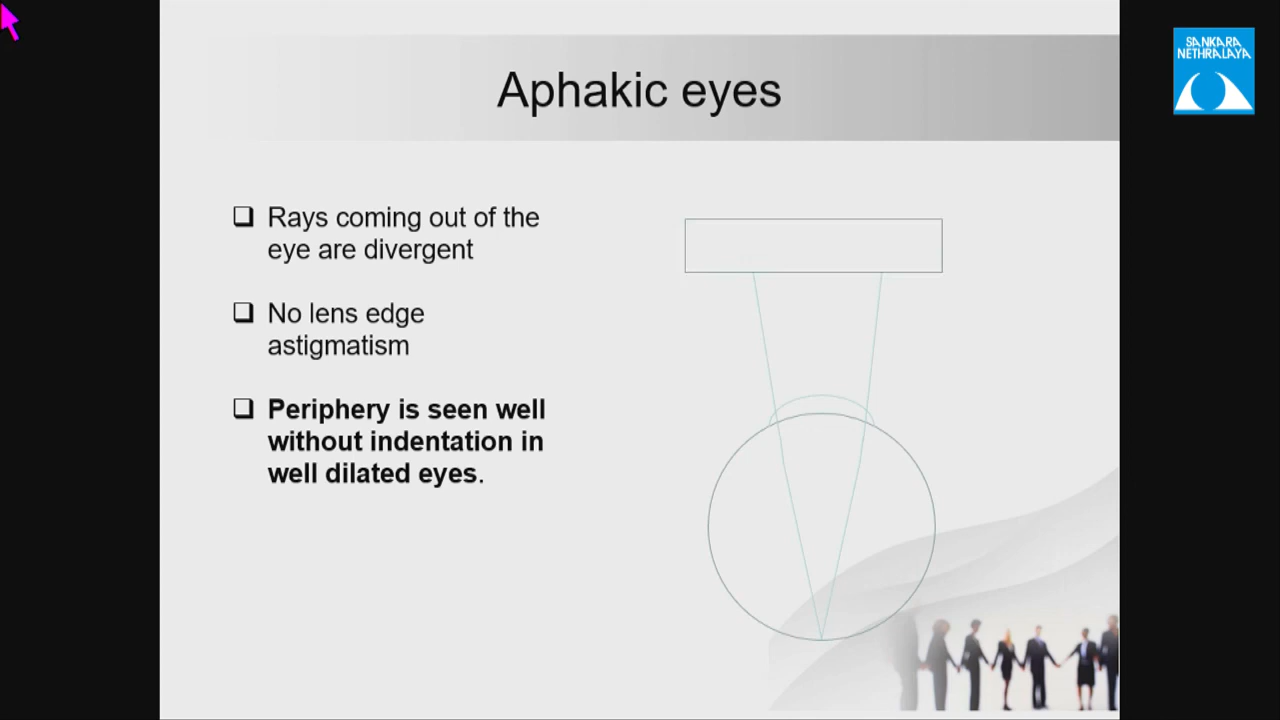 SANKARA
NETHRALAYA
Aphakic eyes
Rays coming out of the
eye are divergent
No lens edge
astigmatism
Periphery is seen well
without indentation in
well dilated eyes.